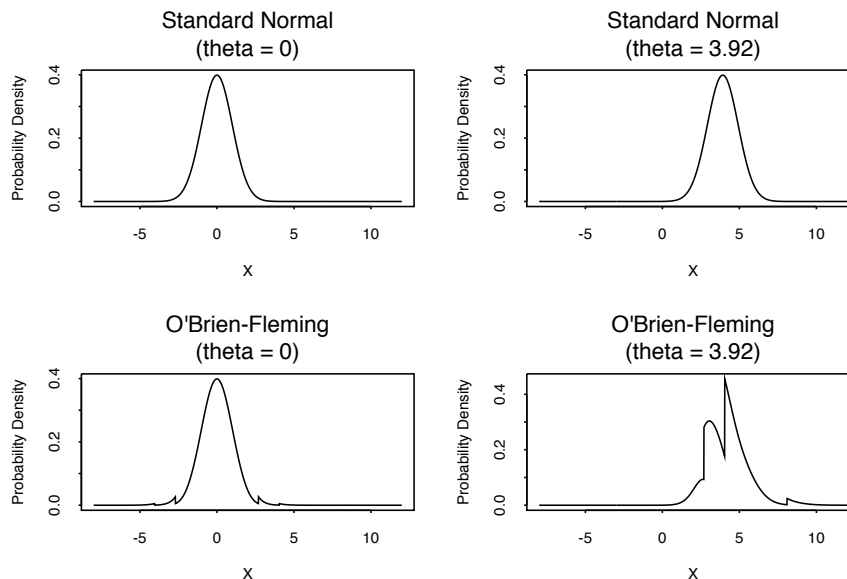 Standard Normal
(theta = 0)
Probability Density
0.0
0.2
0.4
-5
0
5
10
X
Standard Normal
(theta = 3.92)
Probability Density
0.0
0.2
0.4
-5
0
5
10
X
O'Brien-Fleming
(theta = 0)
Probability Density
0.0
0.2
0.4
-5
0
5
10
X
O'Brien-Fleming
(theta = 3.92)
Probability Density
0.0
0.2
0.4
-5
0
5
10
X